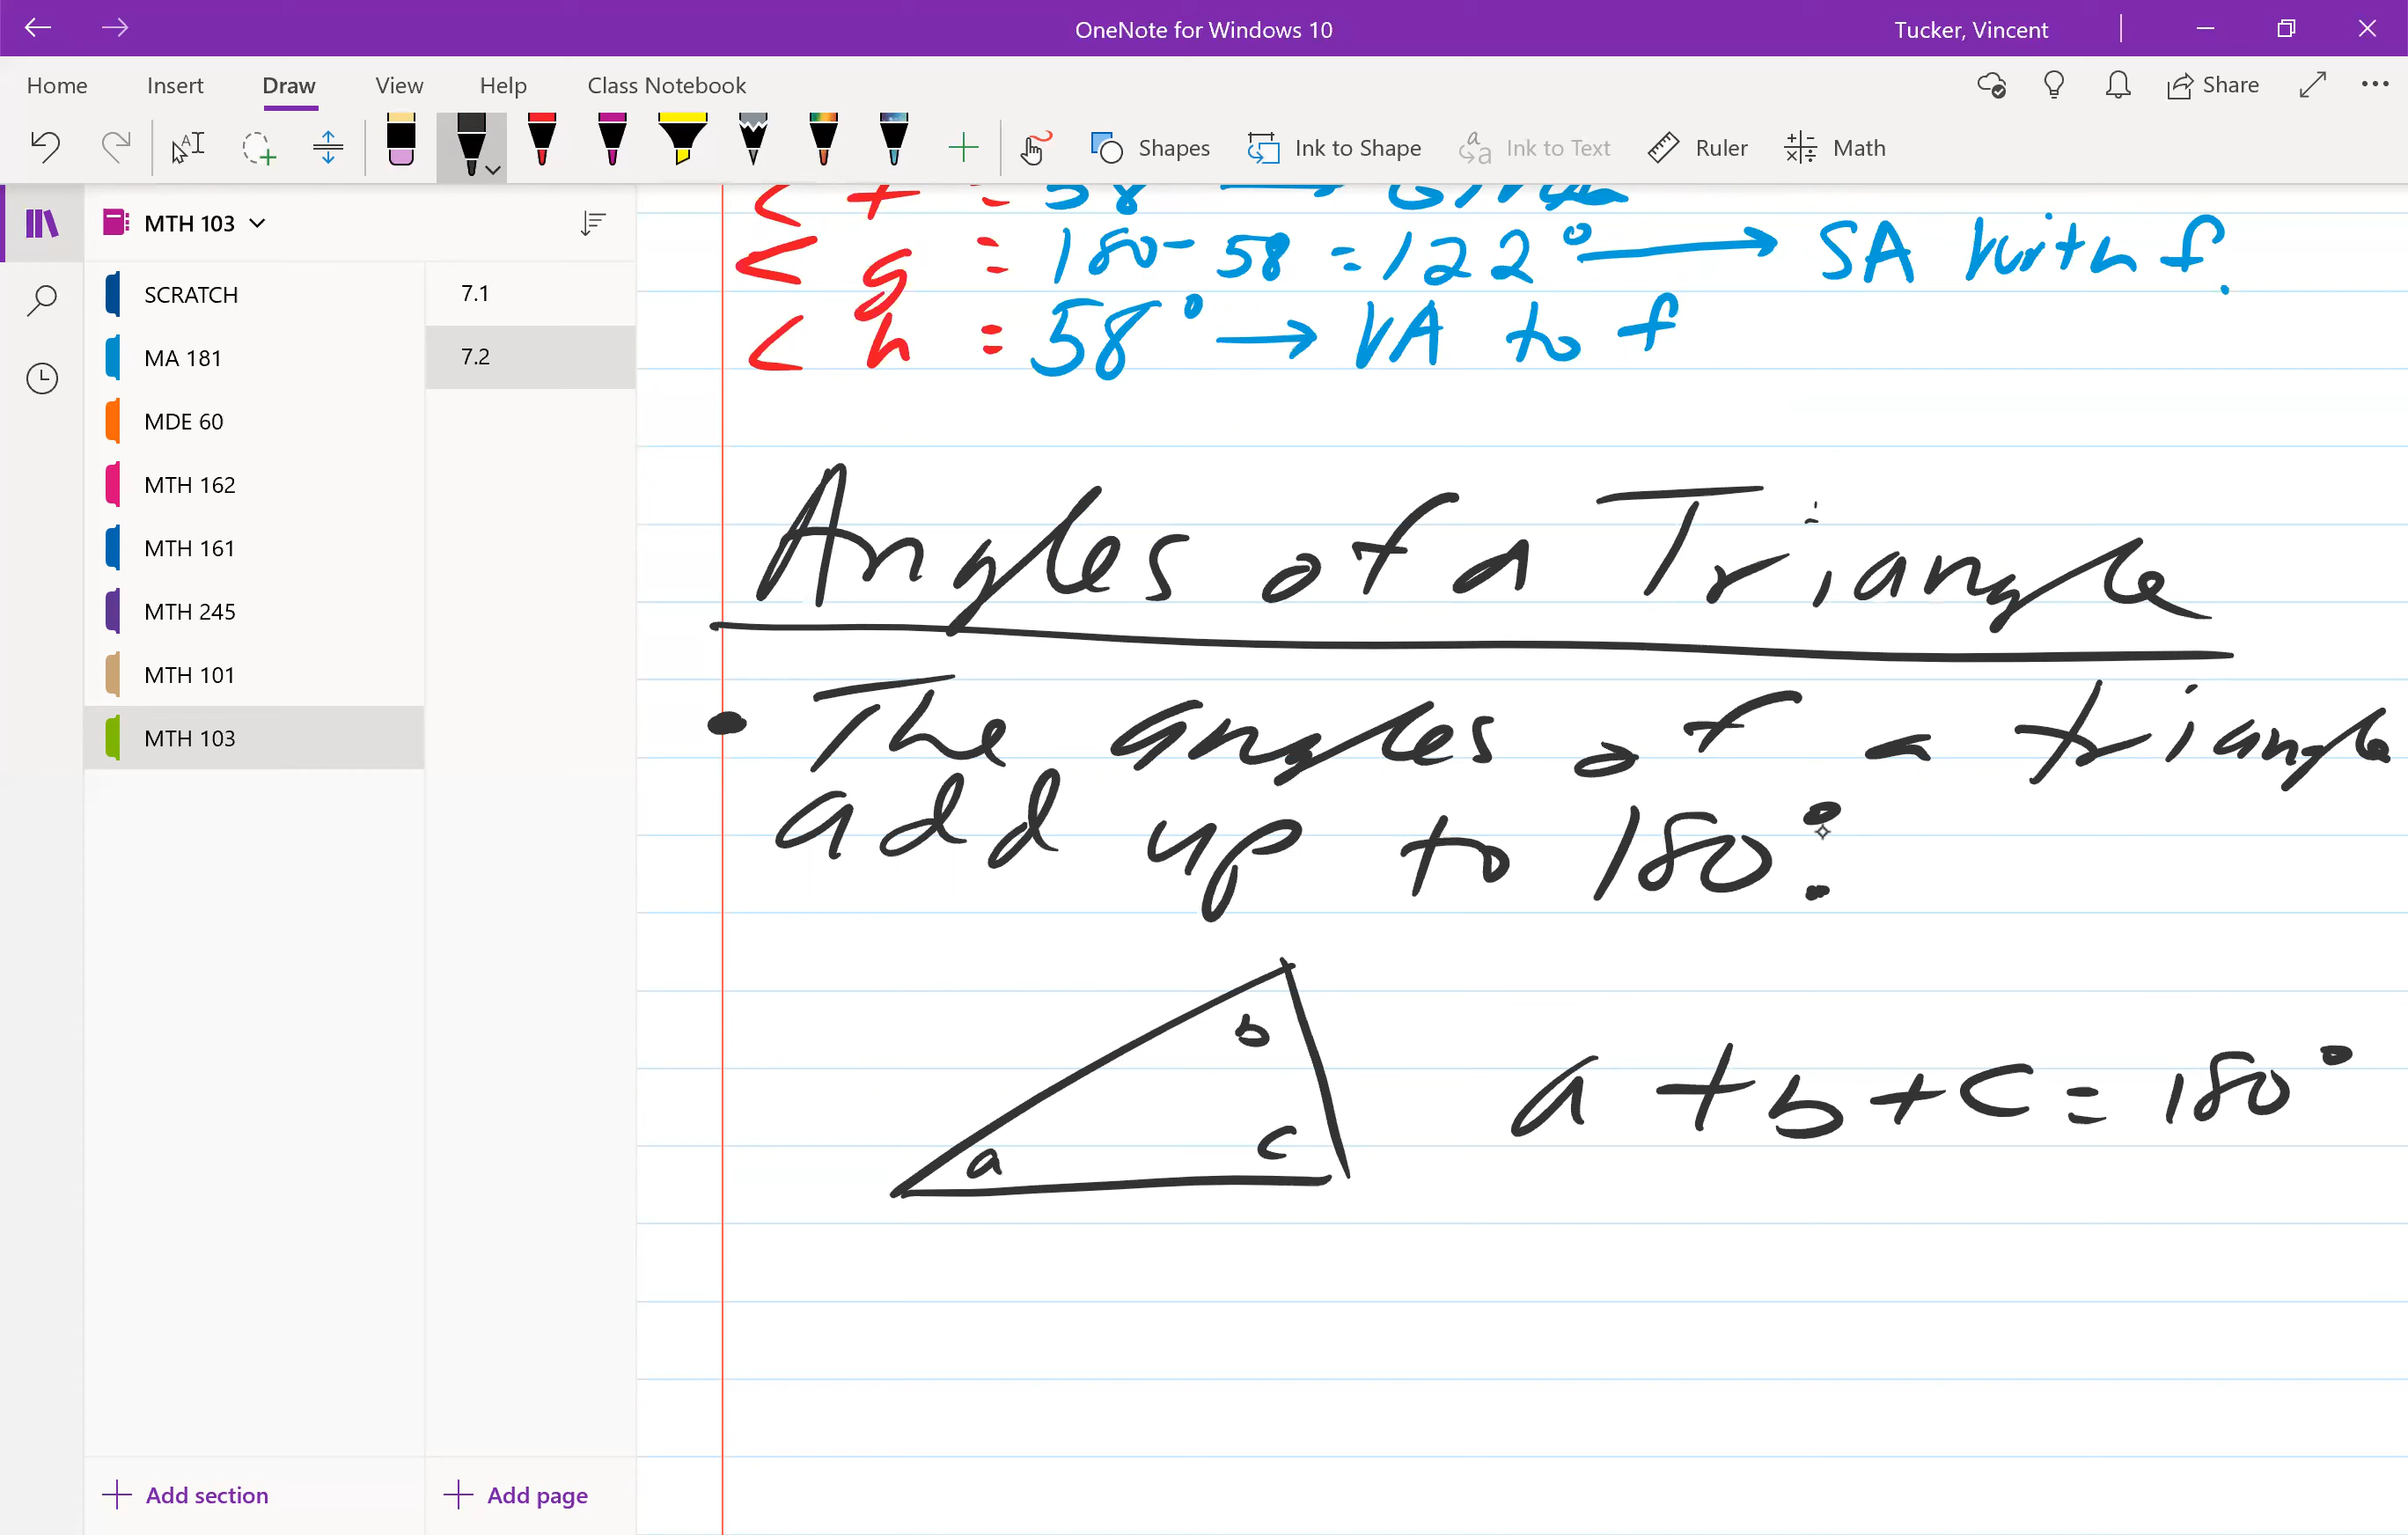 OneNote for Windows 10
Tucker, Vincent
Home Insert Draw View Help Class Notebook
Share
Shapes Ink to Shape Ink to Text Ruler Math
MTH 103
SCRATCH
MA 181
MDE 60
MTH 162
MTH 161
MTH 245
MTH 101
MTH 103
7.1
7.2
Add section
Add page
< f = 58 → Given
< g = 180 - 58 = 122° → SA with f.
< h = 58° → VA to f
Angles of a Triangle
• The angles of a triangle
add up to 180°.
b
a c
a + b + c = 180°